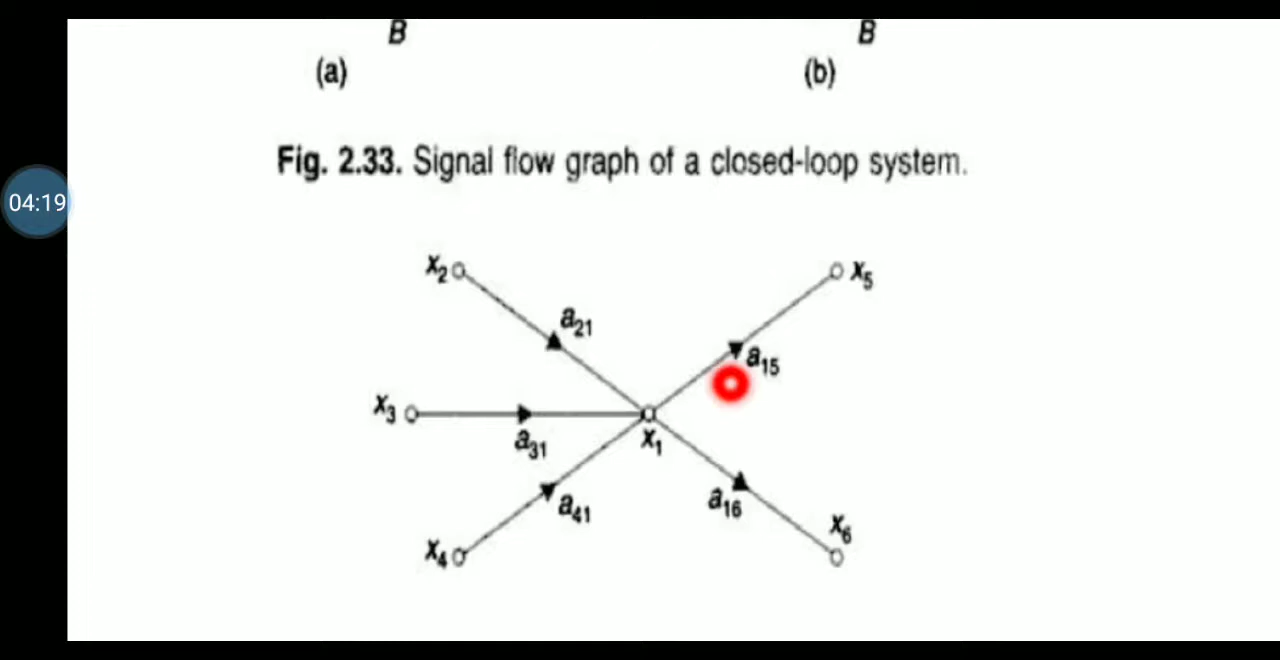 B B
(a) (b)
Fig. 2.33. Signal flow graph of a closed-loop system.
04:19
x2 x5
a21
a15
x3
a31 x1
a41 a16
x6
x4